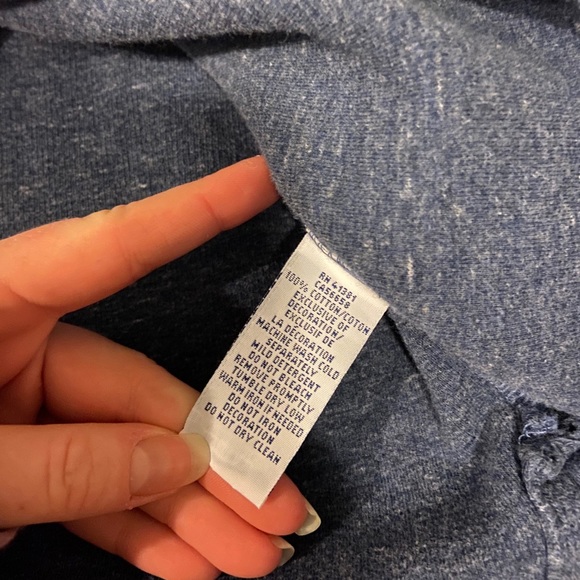 RN 41381
CA56658
100% COTTON/COTON
EXCLUSIVE OF
DECORATION/
EXCLUSIF DE
LA DÉCORATION
MACHINE WASH COLD
SEPARATELY
MILD DETERGENT
DO NOT BLEACH
REMOVE PROMPTLY
TUMBLE DRY LOW
WARM IRON IF NEEDED
DO NOT IRON
DECORATION
DO NOT DRY CLEAN